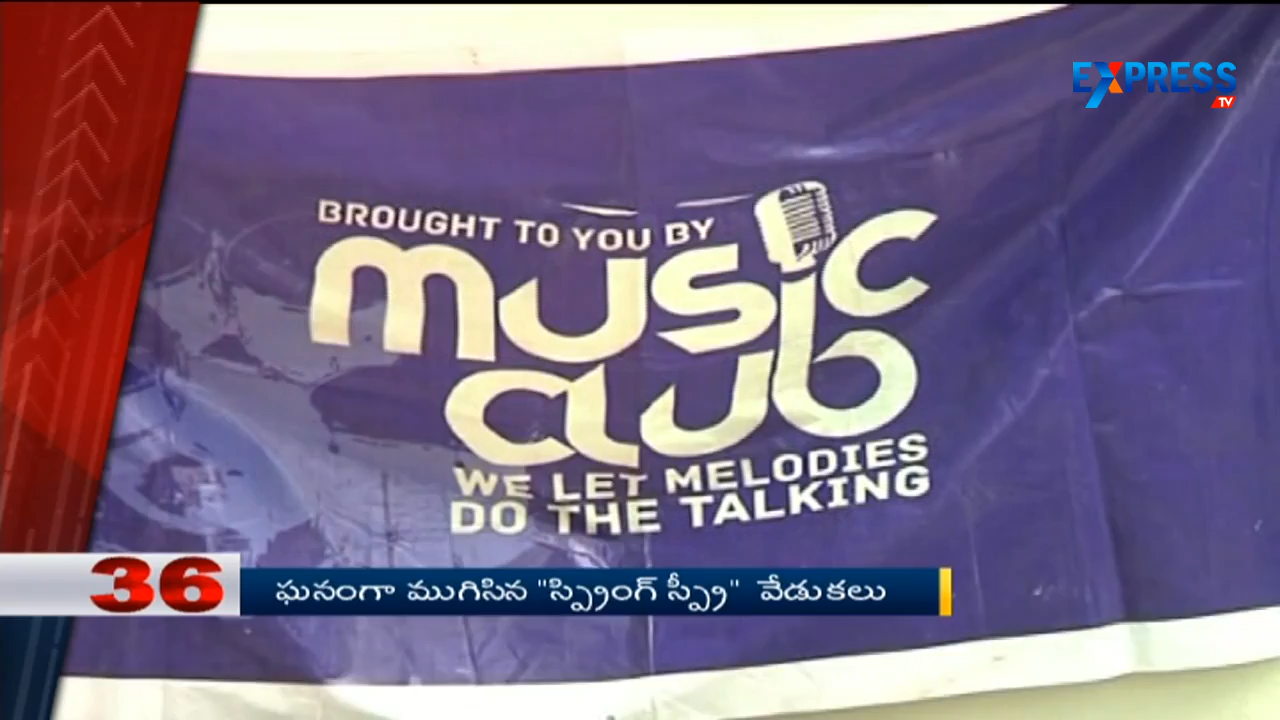 EXPRESS
TV
BROUGHT TO YOU BY
music
club
WE LET MELODIES
DO THE TALKING
36
ఘనంగా ముగిసిన "స్ప్రింగ్ స్ప్రీ" వేడుకలు